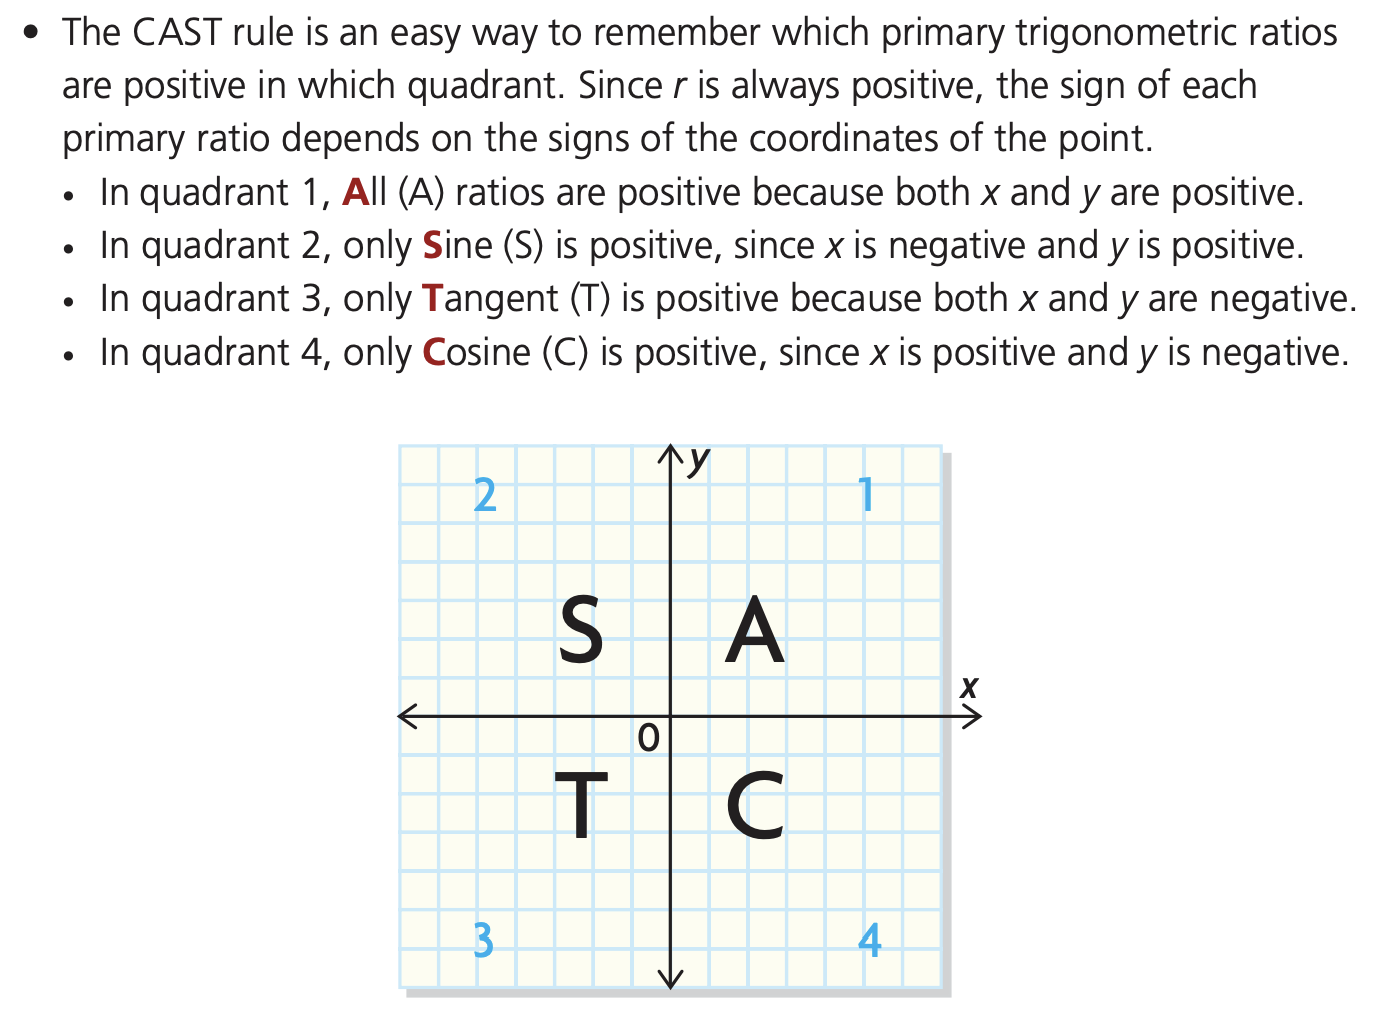 • The CAST rule is an easy way to remember which primary trigonometric ratios
are positive in which quadrant. Since r is always positive, the sign of each
primary ratio depends on the signs of the coordinates of the point.
• In quadrant 1, All (A) ratios are positive because both x and y are positive.
• In quadrant 2, only Sine (S) is positive, since x is negative and y is positive.
• In quadrant 3, only Tangent (T) is positive because both x and y are negative.
• In quadrant 4, only Cosine (C) is positive, since x is positive and y is negative.
y
2 1
S A
x
0
T C
3 4